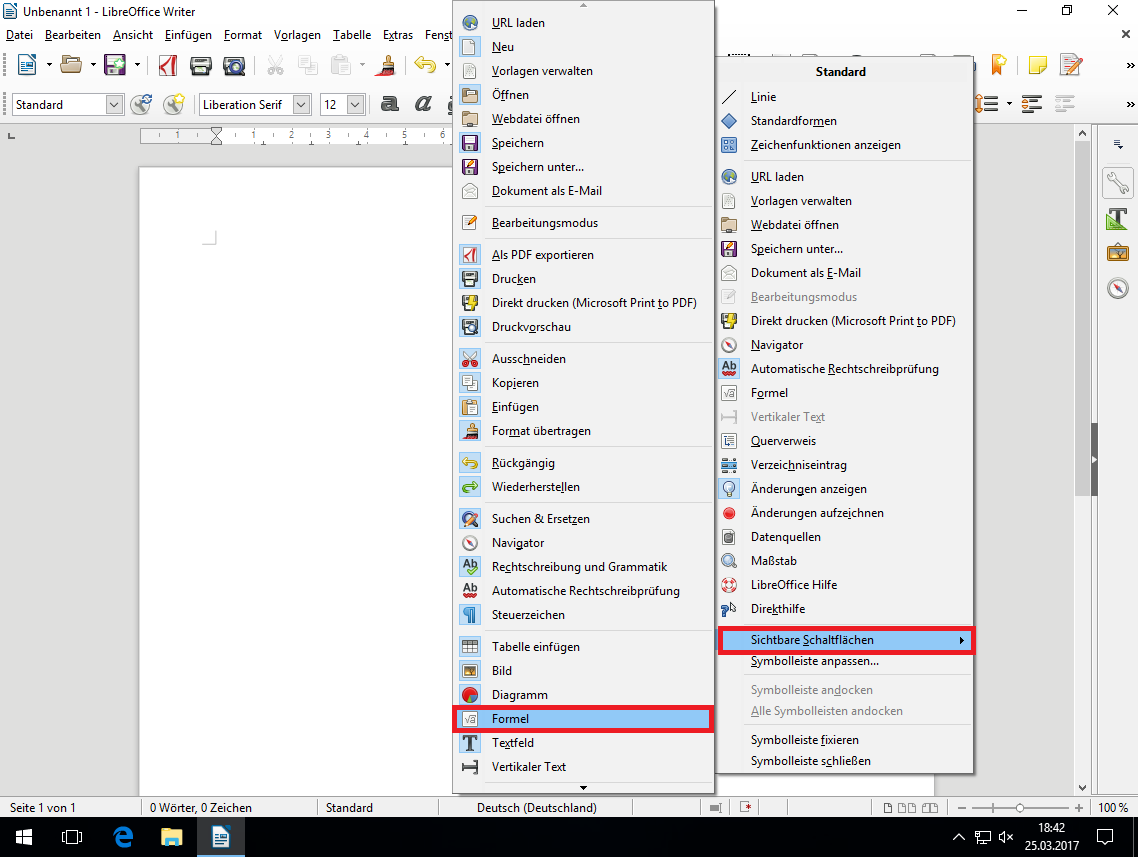 Unbenannt 1 - LibreOffice Writer
Datei Bearbeiten Ansicht Einfügen Format Vorlagen Tabelle Extras Fenst
Standard
Liberation Serif
12
1 1 2 3 4 5 6
URL laden
Neu
Vorlagen verwalten
Öffnen
Webdatei öffnen
Speichern
Speichern unter...
Dokument als E-Mail
Bearbeitungsmodus
Als PDF exportieren
Drucken
Direkt drucken (Microsoft Print to PDF)
Druckvorschau
Ausschneiden
Kopieren
Einfügen
Format übertragen
Rückgängig
Wiederherstellen
Suchen & Ersetzen
Navigator
Rechtschreibung und Grammatik
Automatische Rechtschreibprüfung
Steuerzeichen
Tabelle einfügen
Bild
Diagramm
Formel
Textfeld
Vertikaler Text
Standard
Linie
Standardformen
Zeichenfunktionen anzeigen
URL laden
Vorlagen verwalten
Webdatei öffnen
Speichern unter...
Dokument als E-Mail
Bearbeitungsmodus
Direkt drucken (Microsoft Print to PDF)
Navigator
Automatische Rechtschreibprüfung
Formel
Vertikaler Text
Querverweis
Verzeichniseintrag
Änderungen anzeigen
Änderungen aufzeichnen
Datenquellen
Maßstab
LibreOffice Hilfe
Direkthilfe
Sichtbare Schaltflächen
Symbolleiste anpassen...
Symbolleiste andocken
Alle Symbolleisten andocken
Symbolleiste fixieren
Symbolleiste schließen
Seite 1 von 1
0 Wörter, 0 Zeichen
Standard
Deutsch (Deutschland)
100 %
18:42
25.03.2017